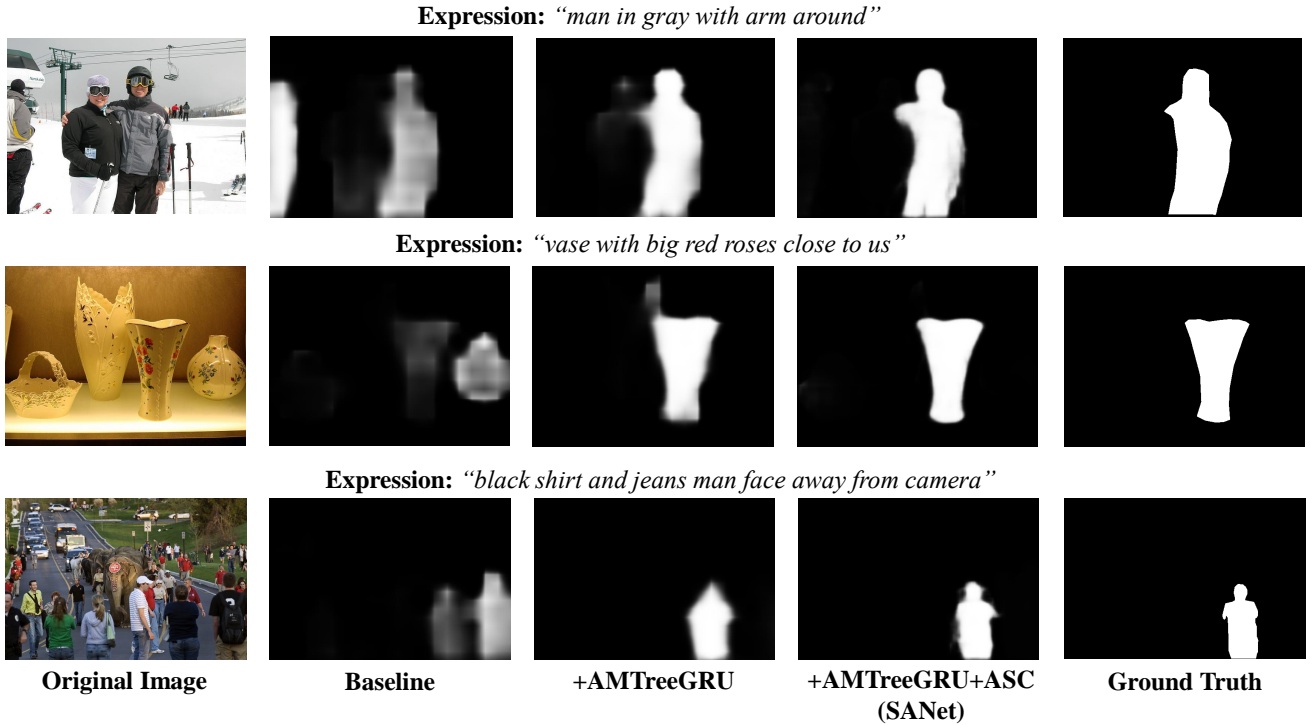 Expression: “man in gray with arm around”
Expression: “vase with big red roses close to us”
Expression: “black shirt and jeans man face away from camera”
Original Image
Baseline
+AMTreeGRU
+AMTreeGRU+ASC
(SANet)
Ground Truth